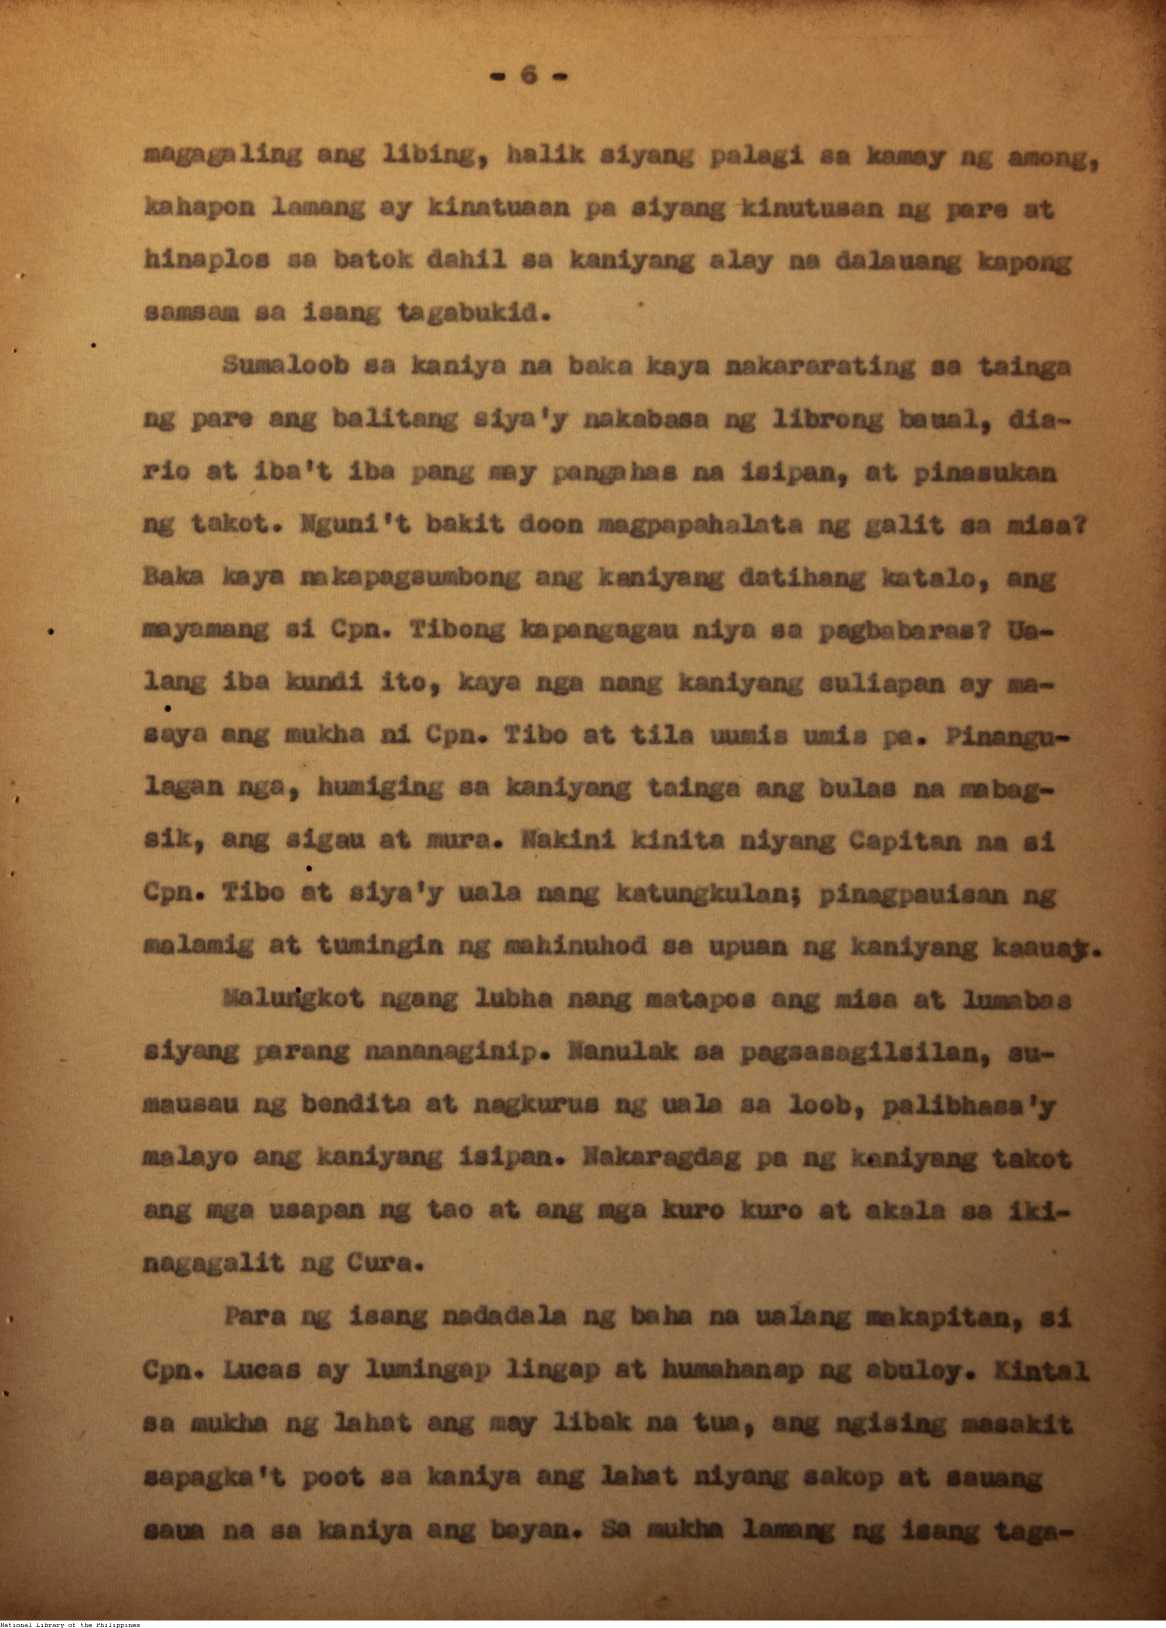 - 6 -
magagaling ang libing, halik siyang palagi sa kamay ng among,
kahapon lamang ay kinatuaan pa siyang kinutusan ng pare at
hinaplos sa batok dahil sa kaniyang alay na dalauang kapong
samsam sa isang tagabukid.
Sumaloob sa kaniya na baka kaya nakararating sa tainga
ng pare ang balitang siya'y nakabasa ng librong baual, dia-
rio at iba't iba pang may pangahas na isipan, at pinasukan
ng takot. Nguni't bakit doon magpapahalata ng galit sa misa?
Baka kaya nakapagsumbong ang kaniyang datihang katalo, ang
mayamang si Cpn. Tibong kapangagau niya sa pagbabaras? Ua-
lang iba kundi ito, kaya nga nang kaniyang suliapan ay ma-
saya ang mukha ni Cpn. Tibo at tila uumis umis pa. Pinangu-
lagan nga, humiging sa kaniyang tainga ang bulas na mabag-
sik, ang sigau at mura. Nakini kinita niyang Capitan na si
Cpn. Tibo at siya'y uala nang katungkulan; pinagpauisan ng
malamig at tumingin ng mahinuhod sa upuan ng kaniyang kaauay.
Malungkot ngang lubha nang matapos ang misa at lumabas
siyang parang nananaginip. Nanulak sa pagsasagilsilan, su-
mausau ng bendita at nagkurus ng uala sa loob, palibhasa'y
malayo ang kaniyang isipan. Nakaragdag pa ng kaniyang takot
ang mga usapan ng tao at ang mga kuro kuro at akala sa iki-
nagagalit ng Cura.
Para ng isang nadadala ng baha na ualang makapitan, si
Cpn. Lucas ay lumingap lingap at humahanap ng abuloy. Kintal
sa mukha ng lahat ang may libak na tua, ang ngising masakit
sapagka't poot sa kaniya ang lahat niyang sakop at sauang
saua na sa kaniya ang bayan. Sa mukha lamang ng isang taga-
National Library of the Philippines